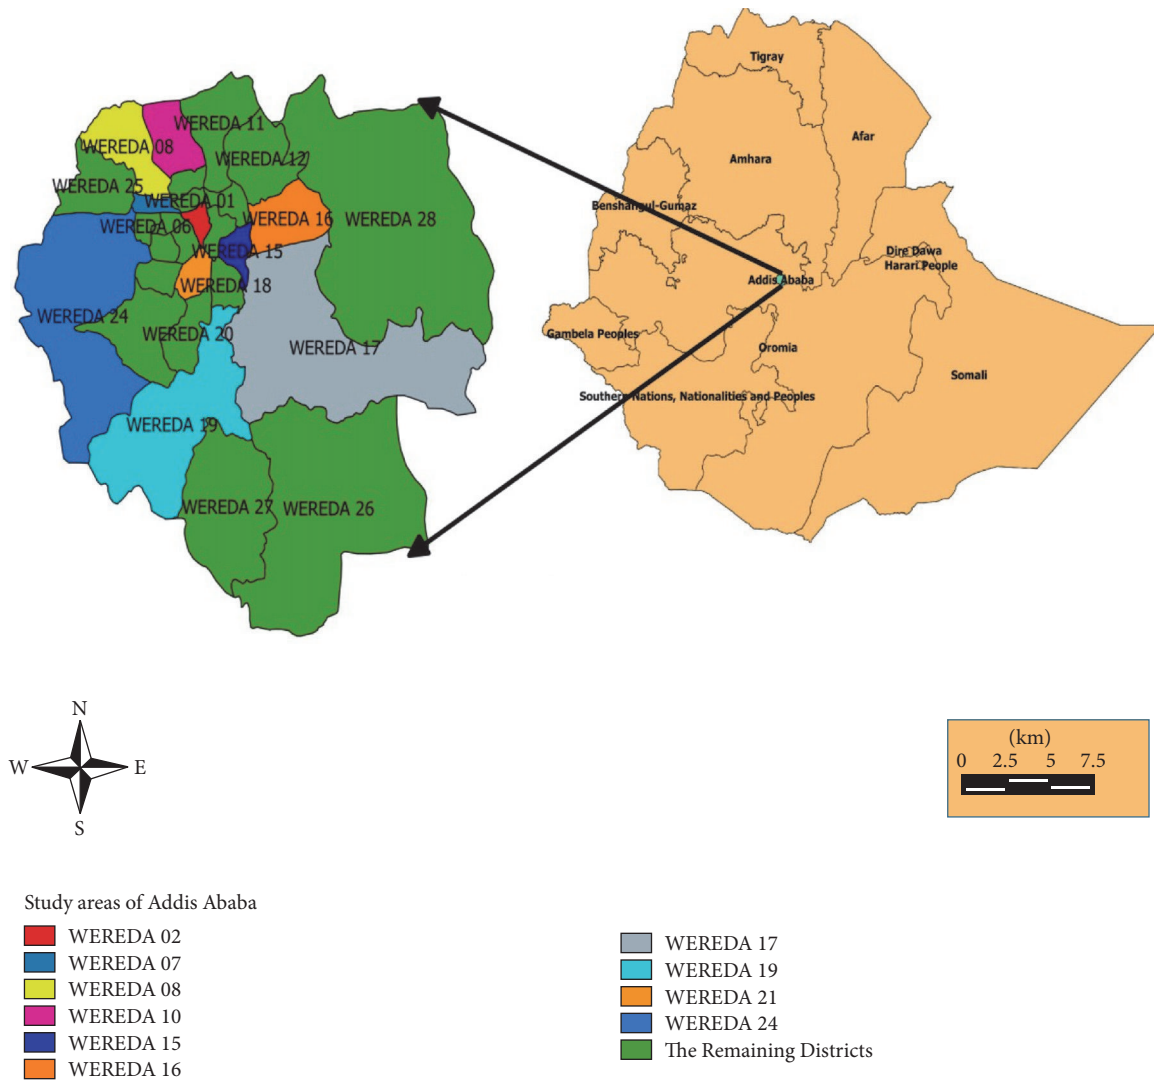 WEREDA 11
WEREDA 08
WEREDA 12
WEREDA 25
WEREDA 01
WEREDA 06
WEREDA 16
WEREDA 28
WEREDA 15
WEREDA 18
WEREDA 24
WEREDA 20
WEREDA 17
WEREDA 19
WEREDA 27
WEREDA 26
Tigray
Afar
Amhara
Benshangul-Gumaz
Dire Dawa
Harari People
Addis Ababa
Gambela Peoples
Oromia
Somali
Southern Nations, Nationalities and Peoples
N
W
E
S
(km)
0 2.5 5 7.5
Study areas of Addis Ababa
WEREDA 02
WEREDA 07
WEREDA 08
WEREDA 10
WEREDA 15
WEREDA 16
WEREDA 17
WEREDA 19
WEREDA 21
WEREDA 24
The Remaining Districts